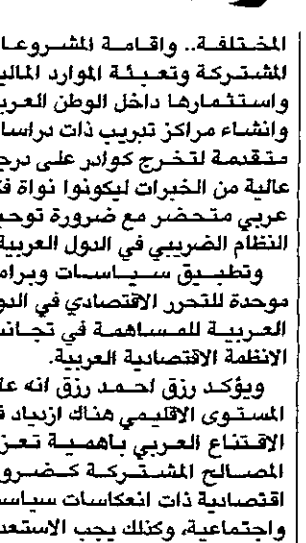 المختلفة.. واقامة المشروعا
المشتركة وتعبئة الموارد المالي
واستثمارها داخل الوطن العرب
وانشاء مراكز تدريب ذات دراسا
متقدمة لتخرج كوادر على درج
عالية من الخبرات ليكونوا نواة ف
عربي متحضر مع ضرورة توحي
النظام الضريبي في الدول العربية
وتطبيق سياسات وبرام
موحدة للتحرر الاقتصادي في الدو
العربية للمساهمة في تجانس
الانظمة الاقتصادية العربية.
ويؤكد رزق احمد رزق انه عل
المستوى الاقليمي هناك ازدياد ف
الاقتناع العربي باهمية تعز
المصالح المشتركة كضرو
اقتصادية ذات انعكاسات سياس
واجتماعية، وكذلك يجب الاستعد